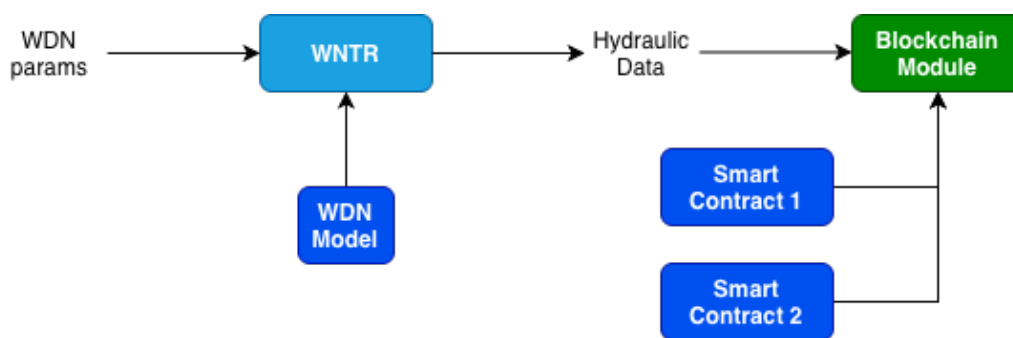 WDN
params
WNTR
Hydraulic
Data
Blockchain
Module
WDN
Model
Smart
Contract 1
Smart
Contract 2